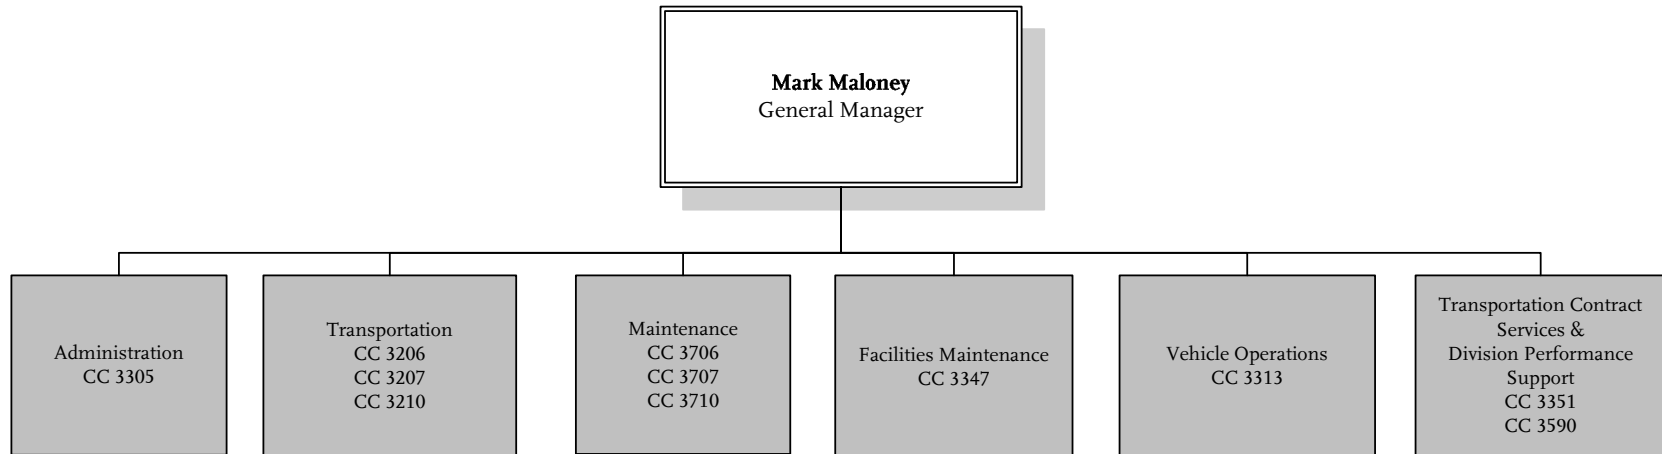 Mark Maloney
General Manager
Administration
CC 3305
Transportation
CC 3206
CC 3207
CC 3210
Maintenance
CC 3706
CC 3707
CC 3710
Facilities Maintenance
CC 3347
Vehicle Operations
CC 3313
Transportation Contract
Services &
Division Performance
Support
CC 3351
CC 3590